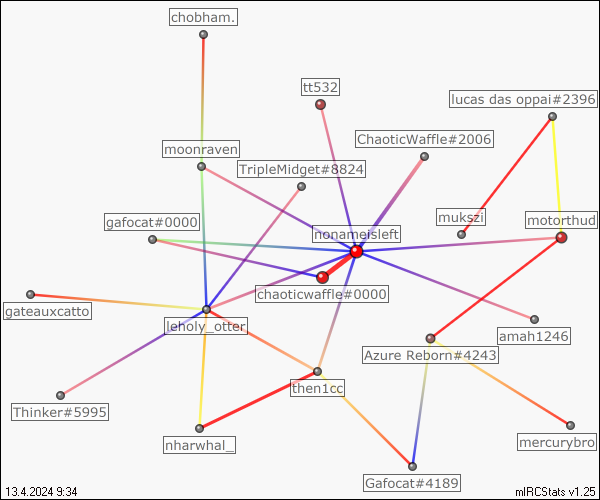 chobham.
tt532
lucas das oppai#2396
moonraven
ChaoticWaffle#2006
TripleMidget#8824
gafocat#0000
mukszi
motorthud
nonameisleft
chaoticwaffle#0000
gateauxcatto
leholy_otter
amah1246
Azure Reborn#4243
then1cc
Thinker#5995
nharwhal_
mercurybro
Gafocat#4189
13.4.2024 9:34
mIRCStats v1.25